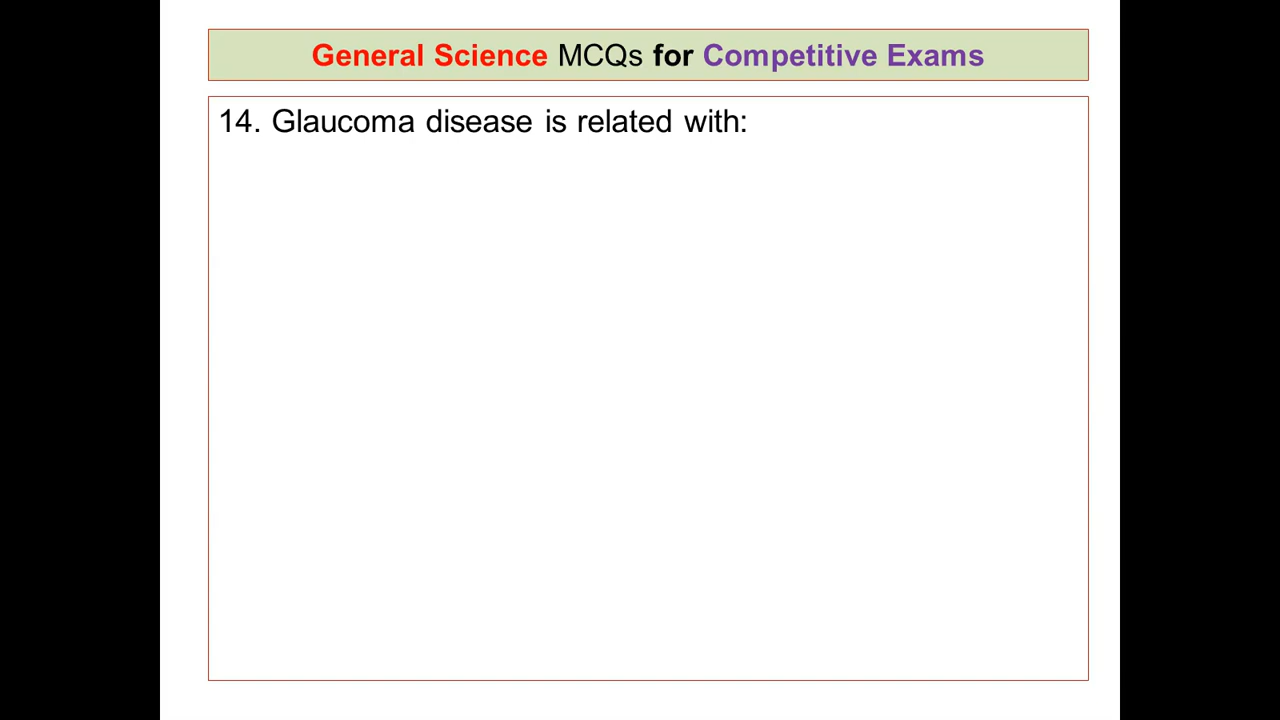 General Science MCQs for Competitive Exams
14. Glaucoma disease is related with: